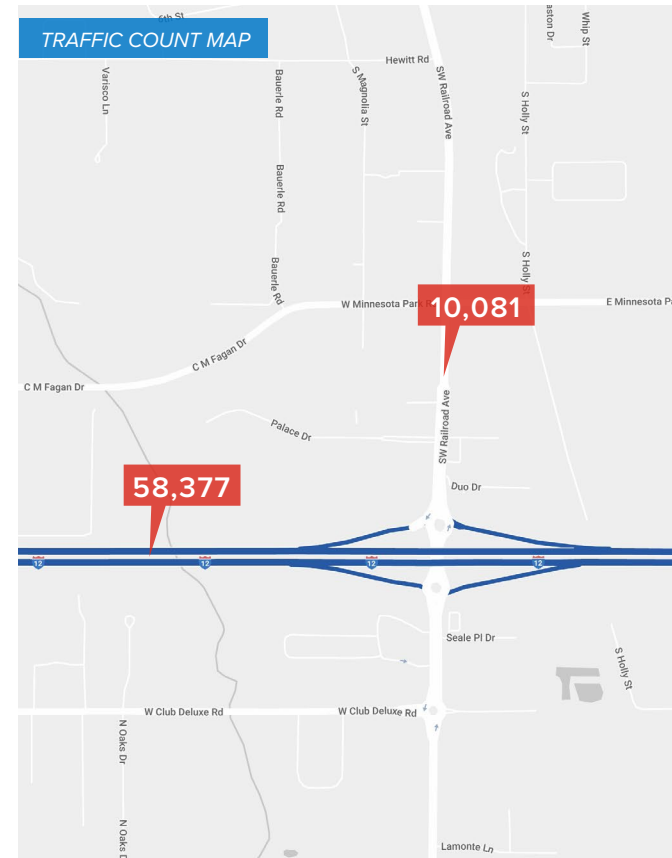 6th St
TRAFFIC COUNT MAP
Whip St
Hewitt Rd
Varisco Ln
Bauerle Rd
S Magnolia St
SW Railroad Ave
S Holly St
Bauerle Rd
Bauerle Rd
S Holly St
W Minnesota Park
10,081
E Minnesota P
C M Fagan Dr
C M Fagan Dr
SW Railroad Ave
Palace Dr
58,377
Duo Dr
12
12
12
12
Seale Pl Dr
S Holly St
W Club Deluxe Rd
W Club Deluxe Rd
N Oaks Dr
N Oaks D
Lamonte Ln